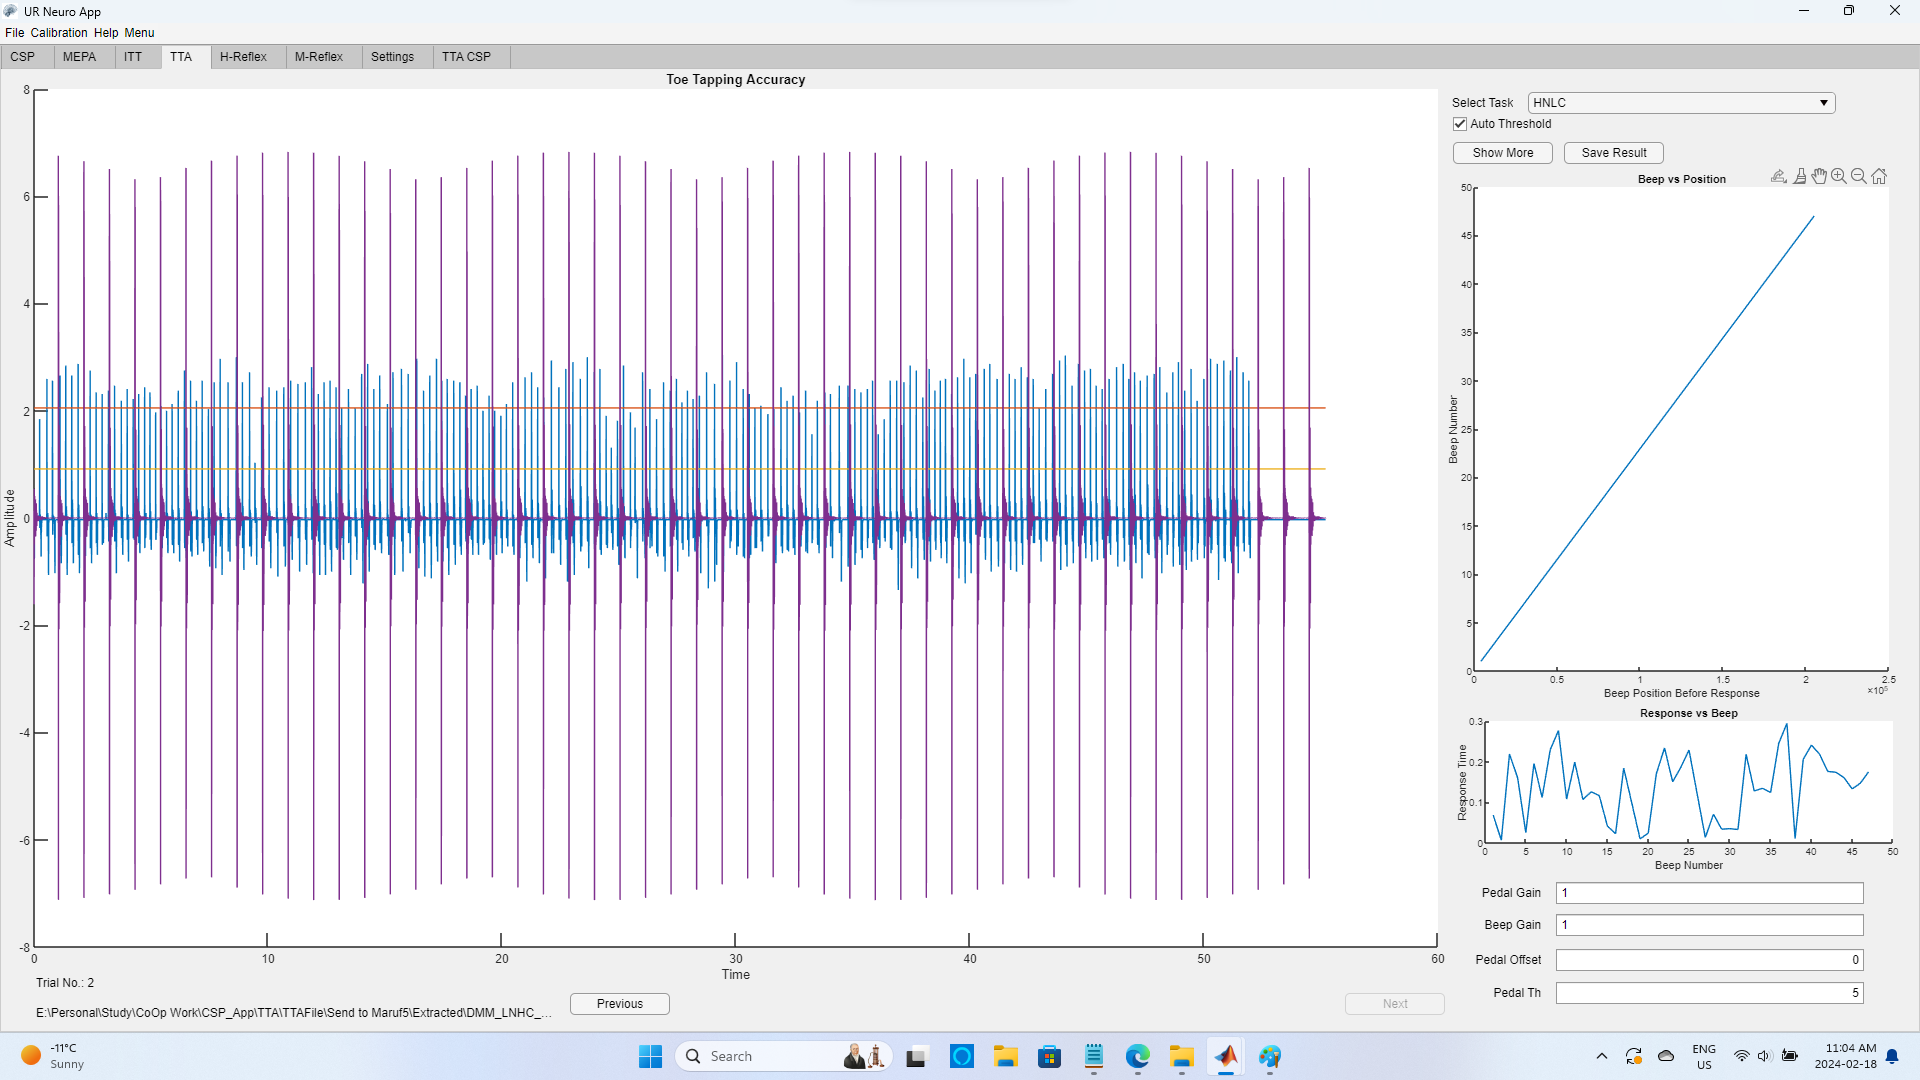 UR Neuro App
File Calibration Help Menu
CSP MEPA ITT TTA H-Reflex M-Reflex Settings TTA CSP
Toe Tapping Accuracy
8
6
4
2
0
-2
-4
-6
-8
Amplitude
0 10 20 30 40 50 60
Time
Trial No.: 2
E:\Personal\Study\CoOp Work\CSP_App\TTA\TTAFile\Send to Maruf5\Extracted\DMM_LNHC_...
Previous
Next
Select Task HNLC
Auto Threshold
Show More Save Result
Beep vs Position
50
45
40
35
30
25
20
15
10
5
0
Beep Number
0 0.5 1 1.5 2 2.5
×10⁵
Beep Position Before Response
Response vs Beep
0.3
0.2
0.1
0
Response Time
0 5 10 15 20 25 30 35 40 45 50
Beep Number
Pedal Gain 1
Beep Gain 1
Pedal Offset 0
Pedal Th 5
-11°C
Sunny
Search
ENG
US
11:04 AM
2024-02-18